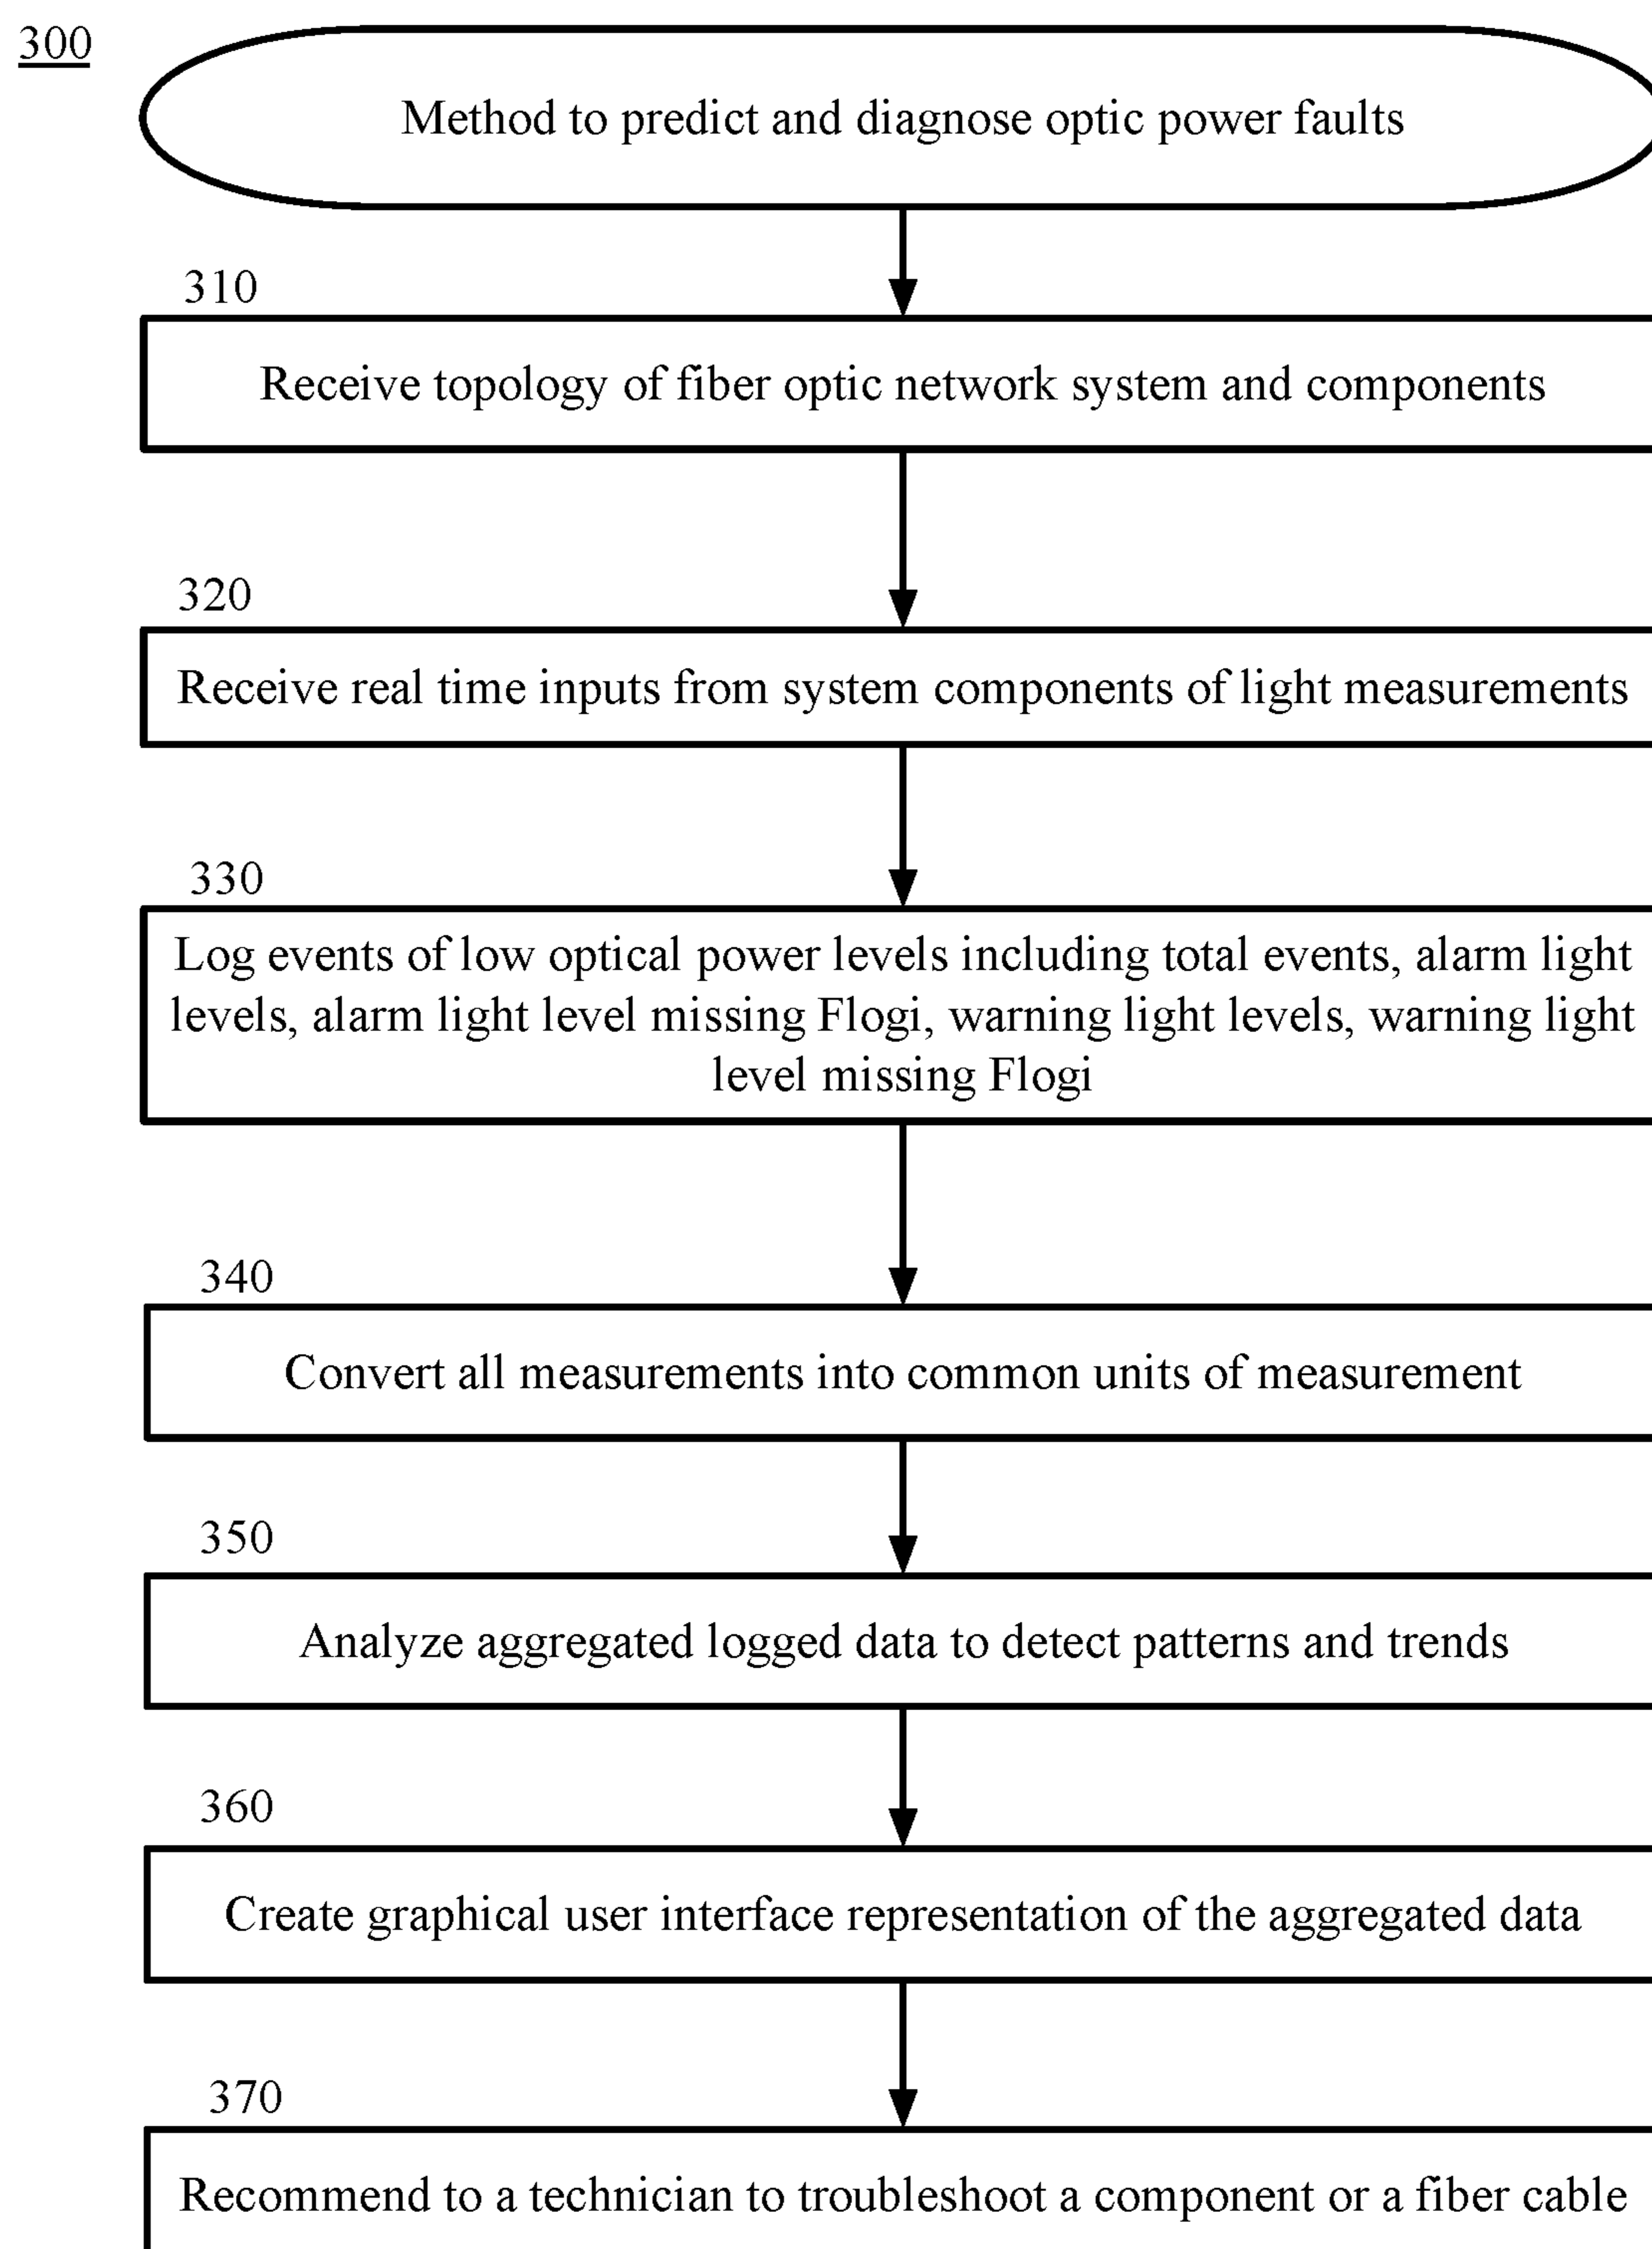 300
Method to predict and diagnose optic power faults
310
Receive topology of fiber optic network system and components
320
Receive real time inputs from system components of light measurements
330
Log events of low optical power levels including total events, alarm light
levels, alarm light level missing Flogi, warning light levels, warning light
level missing Flogi
340
Convert all measurements into common units of measurement
350
Analyze aggregated logged data to detect patterns and trends
360
Create graphical user interface representation of the aggregated data
370
Recommend to a technician to troubleshoot a component or a fiber cable